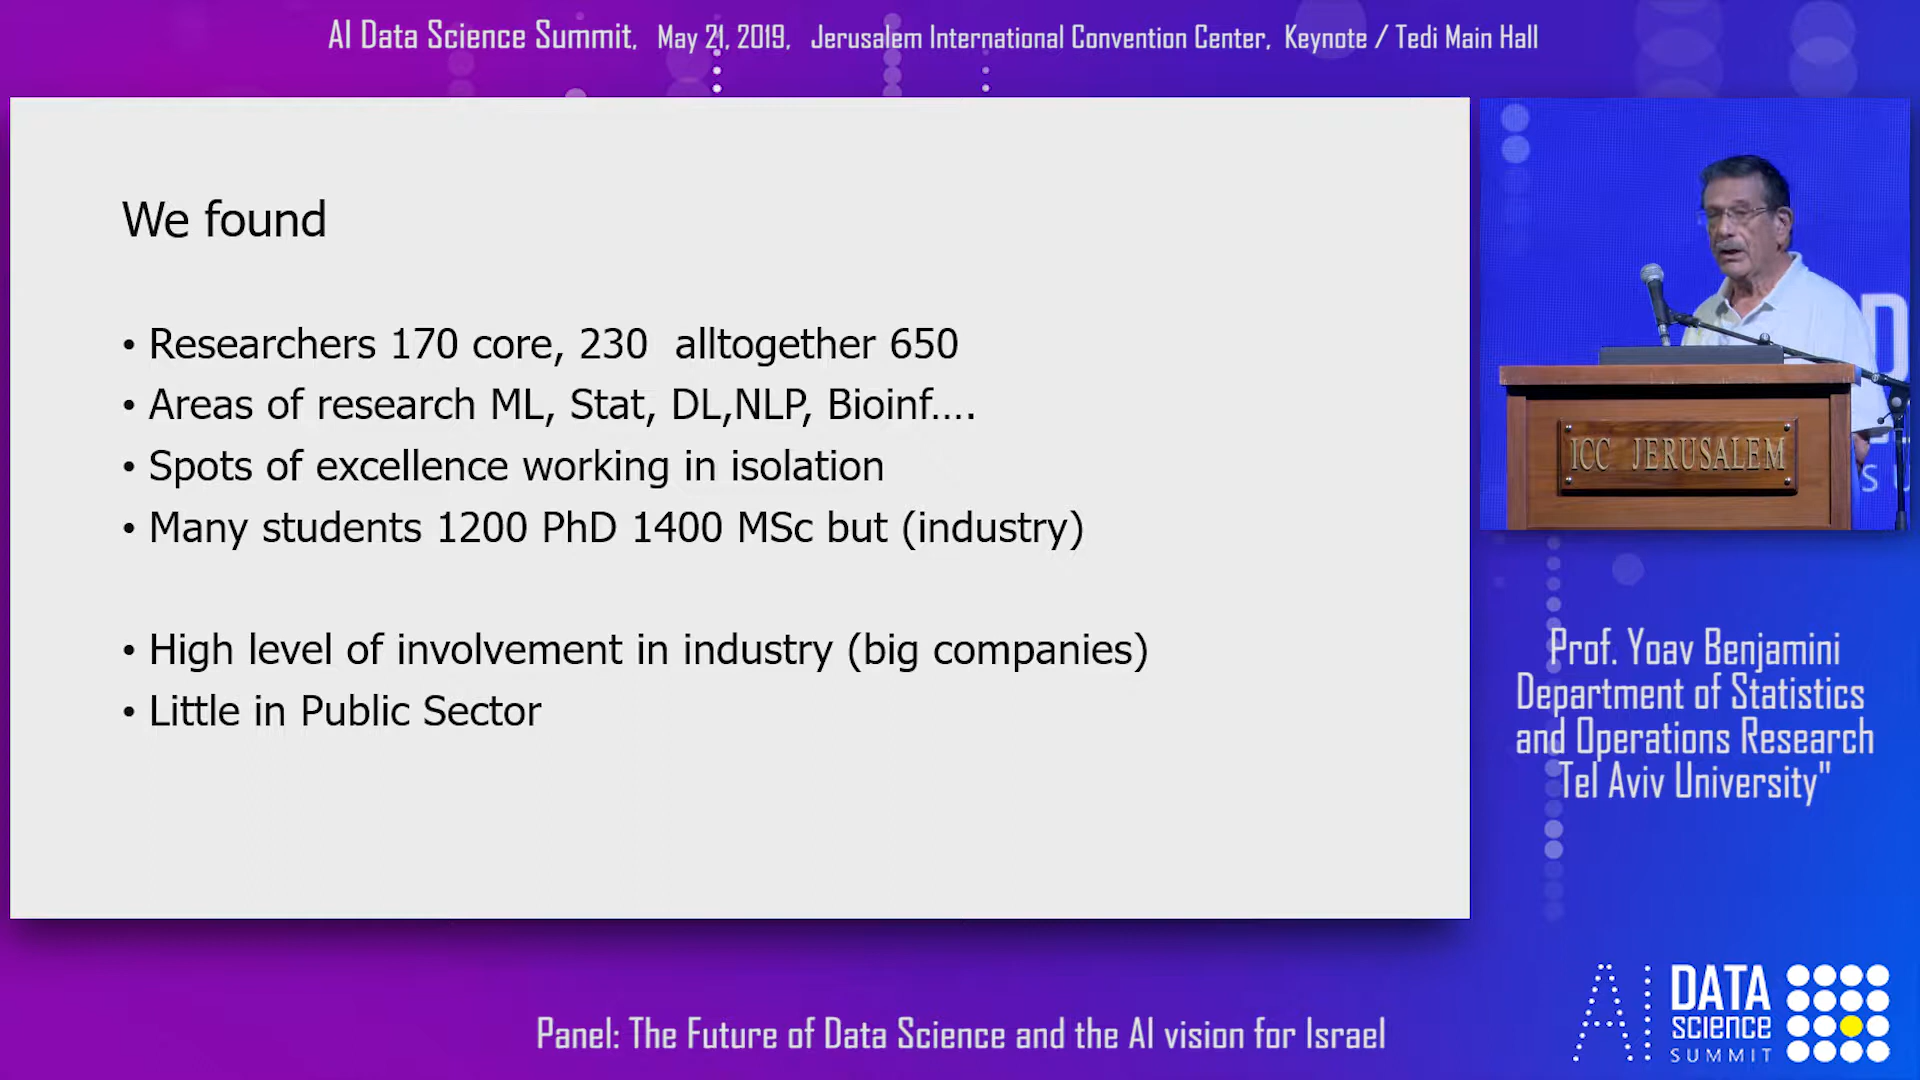 AI Data Science Summit, May 21, 2019, Jerusalem International Convention Center, Keynote / Tedi Main Hall
We found
• Researchers 170 core, 230 alltogether 650
• Areas of research ML, Stat, DL,NLP, Bioinf....
• Spots of excellence working in isolation
• Many students 1200 PhD 1400 MSc but (industry)
• High level of involvement in industry (big companies)
• Little in Public Sector
ICC JERUSALEM
Prof. Yoav Benjamini
Department of Statistics
and Operations Research
Tel Aviv University"
Panel: The Future of Data Science and the AI vision for Israel
AI DATA
SCIENCE
SUMMIT